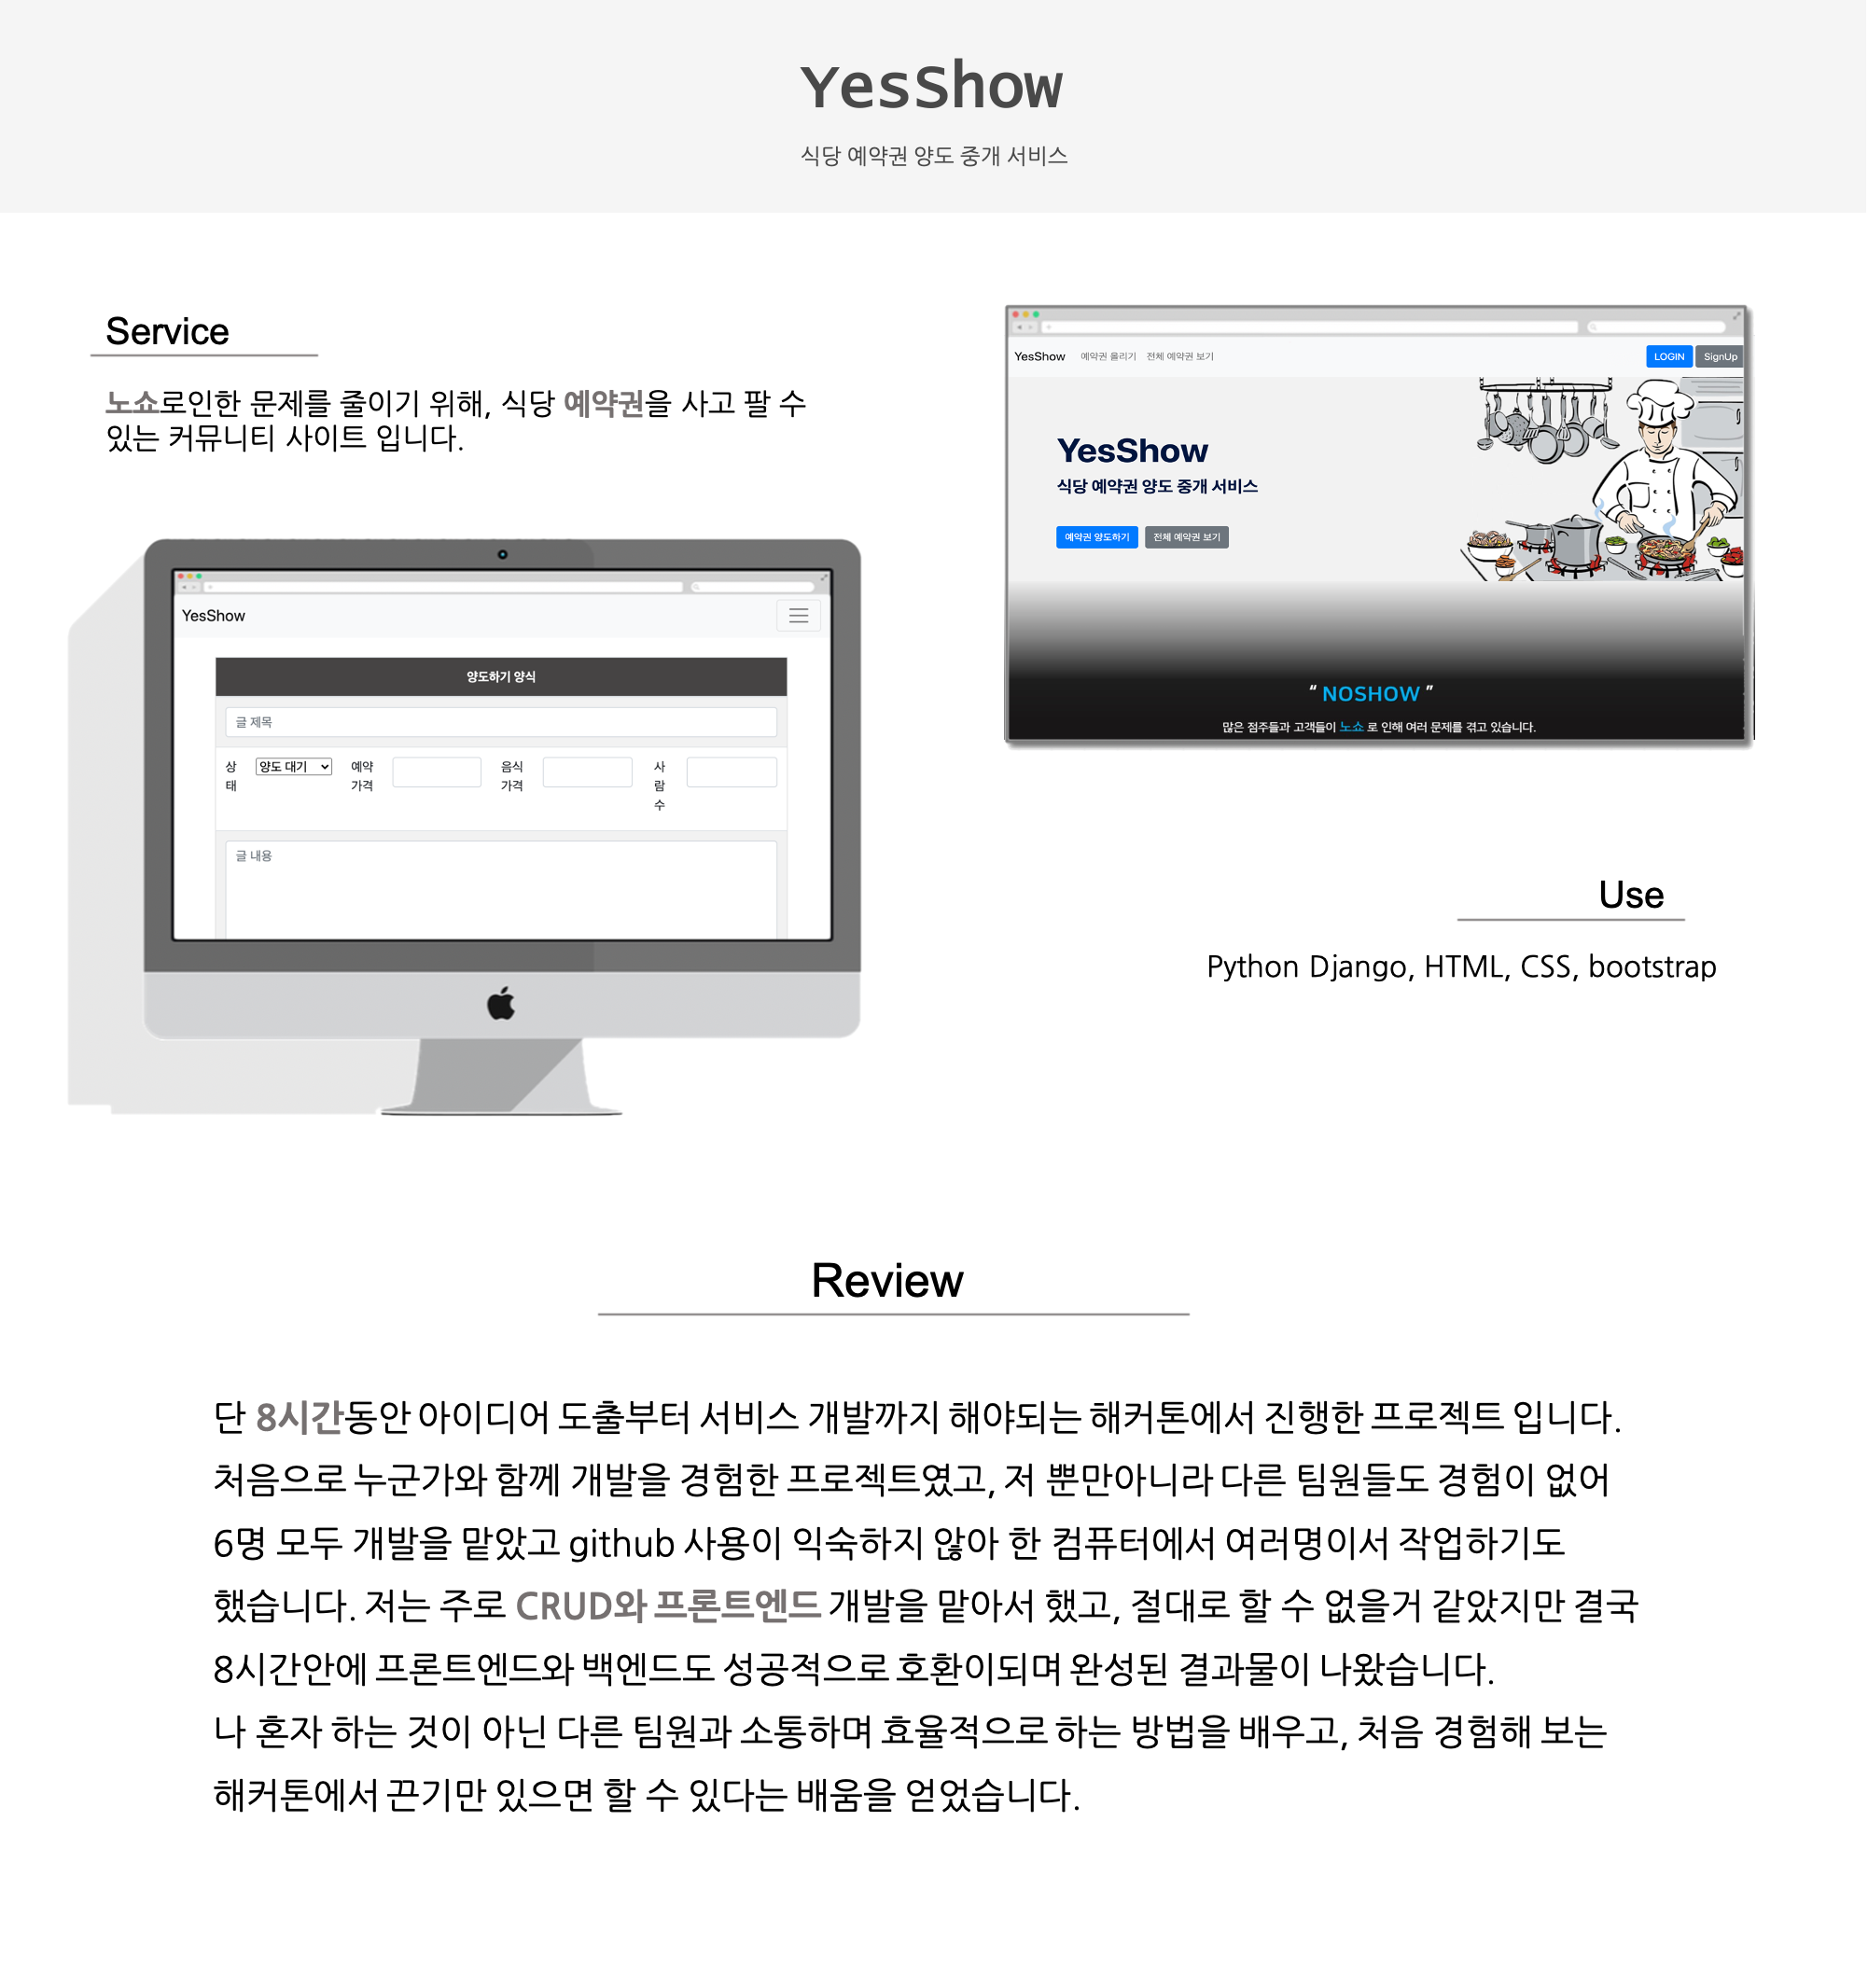 YesShow
식당 예약권 양도 중개 서비스
Service
노쇼로인한 문제를 줄이기 위해, 식당 예약권을 사고 팔 수
있는 커뮤니티 사이트 입니다.
YesShow
양도하기 양식
글 제목
상태
양도 대기
예약 가격
음식 가격
사람 수
글 내용
YesShow 예약권 올리기 전체 예약권 보기 LOGIN SignUp
YesShow
식당 예약권 양도 중개 서비스
예약권 양도하기 전체 예약권 보기
“ NOSHOW ”
많은 점주들과 고객들이 노쇼 로 인해 여러 문제를 겪고 있습니다.
Use
Python Django, HTML, CSS, bootstrap
Review
단 8시간동안 아이디어 도출부터 서비스 개발까지 해야되는 해커톤에서 진행한 프로젝트 입니다.
처음으로 누군가와 함께 개발을 경험한 프로젝트였고, 저 뿐만아니라 다른 팀원들도 경험이 없어
6명 모두 개발을 맡았고 github 사용이 익숙하지 않아 한 컴퓨터에서 여러명이서 작업하기도
했습니다. 저는 주로 CRUD와 프론트엔드 개발을 맡아서 했고, 절대로 할 수 없을거 같았지만 결국
8시간안에 프론트엔드와 백엔드도 성공적으로 호환이되며 완성된 결과물이 나왔습니다.
나 혼자 하는 것이 아닌 다른 팀원과 소통하며 효율적으로 하는 방법을 배우고, 처음 경험해 보는
해커톤에서 끈기만 있으면 할 수 있다는 배움을 얻었습니다.